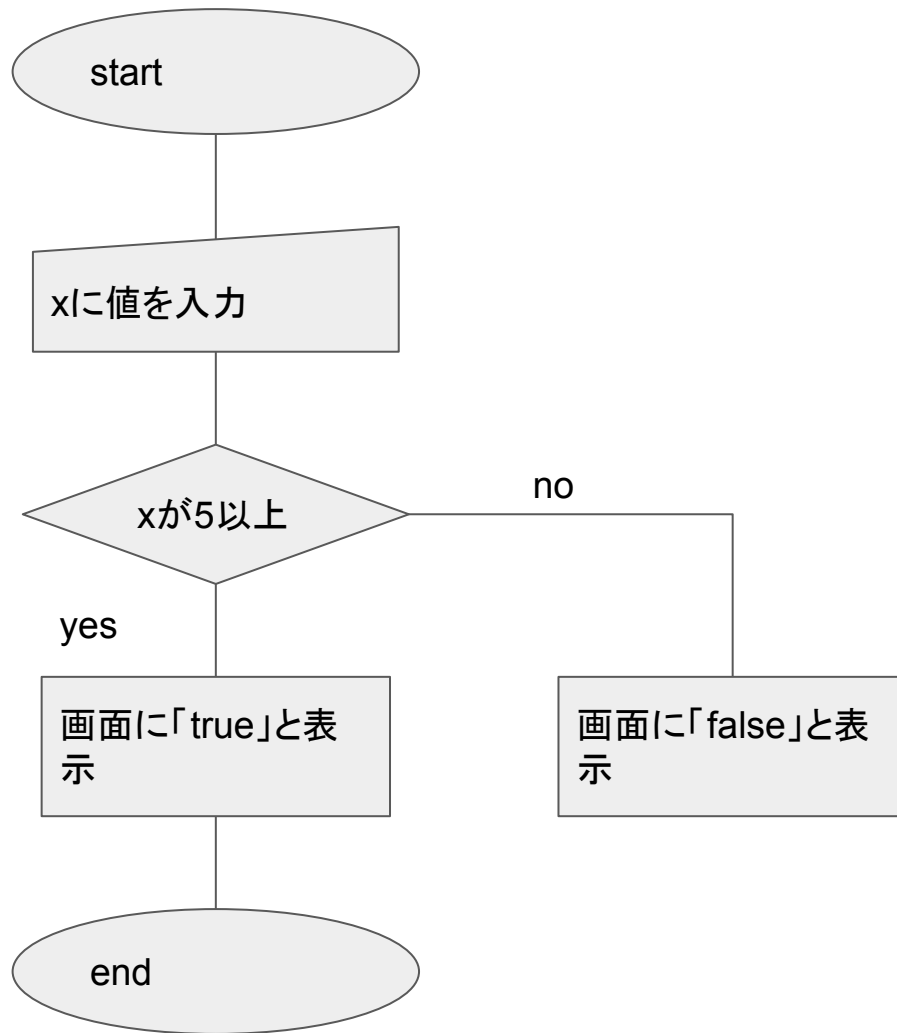 start
xに値を入力
xが5以上
no
yes
画面に「true」と表
示
画面に「false」と表
示
end